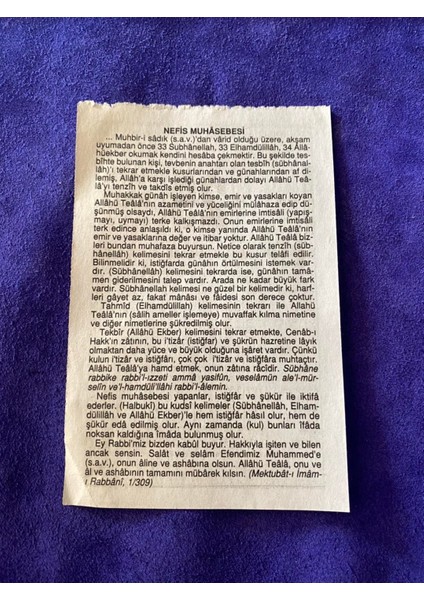 NEFİS MUHÂSEBESİ
... Muhbir-i sâdık (s.a.v.)'dan vârid olduğu üzere, akşam
uyumadan önce 33 Sübhânellah, 33 Elhamdülillâh, 34 Allâ-
hüekber okumak kendini hesâba çekmektir. Bu şekilde tes-
bihte bulunan kişi, tevbenin anahtarı olan tesbîh (sübhânal-
lâh)'ı tekrar etmekle kusurlarından ve günahlarından af di-
lemiş, Allâh'a karşı işlediği günahlardan dolayı Allâhü Teâ-
lâ'yı tenzîh ve takdîs etmiş olur.
Muhakkak günah işleyen kimse, emir ve yasakları koyan
Allâhü Teâlâ'nın azametini ve yüceliğini mülâhaza edip dü-
şünmüş olsaydı, Allâhü Teâlâ'nın emirlerine imtisâli (yapış-
mayı, uymayı) terke kalkışmazdı. Onun emirlerine imtisâli
terk edince anlaşıldı ki, o kimse yanında Allâhü Teâlâ'nın
emir ve yasaklarına değer ve itibar yoktur. Allâhü Teâlâ biz-
leri bundan muhafaza buyursun. Netice olarak tenzîh (süb-
hânellâh) kelimesini tekrar etmekle bu kusur telâfi edilir.
Bilinmelidir ki, istiğfarda günahın örtülmesini istemek var-
dır. (Sübhânellâh) kelimesini tekrarda ise, günahın tamâ-
men giderilmesini talep vardır. Arada ne kadar büyük fark
vardır. Sübhânellah kelimesi ne güzel bir kelimedir ki, harf-
leri gâyet az, fakat mânâsı ve fâidesi son derece çoktur.
Tahmîd (Elhamdülillah) kelimesinin tekrarı ile Allahü
Teâlâ'nın (sâlih ameller işlemeye) muvaffak kılma nimetine
ve diğer nimetlerine şükredilmiş olur.
Tekbîr (Allâhü Ekber) kelimesini tekrar etmekte, Cenâb-ı
Hakk'ın zâtının, bu i'tizâr (istiğfar) ve şükrün hazretine lâyık
olmaktan daha yüce ve büyük olduğuna işâret vardır. Çünkü
kulun i'tizâr ve istiğfarı, çok çok i'tizar ve istiğfâra muhtaçtır.
Allâhü Teâlâ'ya hamd etmek, onun zâtına râcîdir. Sübhâne
rabbike rabbi'l-ızzeti ammâ yasifûn, veselâmün ale'l-mür-
selîn ve'l-hamdüli'llâhi rabbi'l-âlemin.
Nefis muhâsebesi yapanlar, istiğfâr ve şükür ile iktifâ
ederler. (Halbuki) bu kudsî kelimeler (Sübhânellâh, Elham-
dülillâh ve Allâhü Ekber)'le hem istiğfâr hâsıl olur, hem de
şükür edâ edilmiş olur. Aynı zamanda (kul) bunları îfâda
noksan kaldığına îmâda bulunmuş olur.
Ey Rabbi'miz bizden kabûl buyur. Hakkıyla işiten ve bilen
ancak sensin. Salât ve selâm Efendimiz Muhammed'e
(s.a.v.), onun âline ve ashâbına olsun. Allâhü Teâlâ, onu ve
âl ve ashâbının tamamını mübârek kılsın. (Mektubât-ı İmâm-
ı Rabbânî, 1/309)